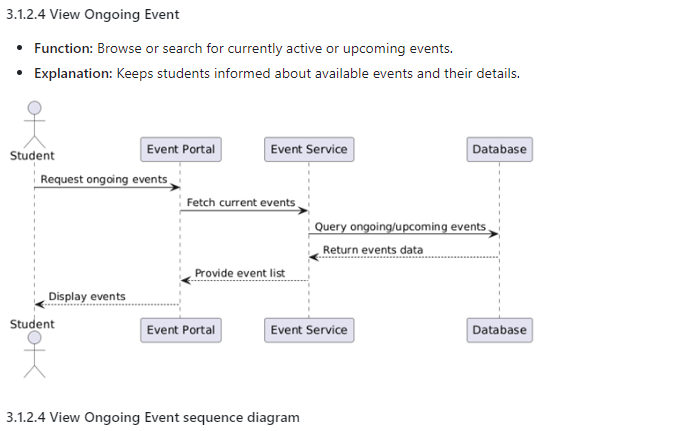 3.1.2.4 View Ongoing Event
• Function: Browse or search for currently active or upcoming events.
• Explanation: Keeps students informed about available events and their details.
Student
Event Portal
Event Service
Database
Request ongoing events
Fetch current events
Query ongoing/upcoming events
Return events data
Provide event list
Display events
Student
Event Portal
Event Service
Database
3.1.2.4 View Ongoing Event sequence diagram